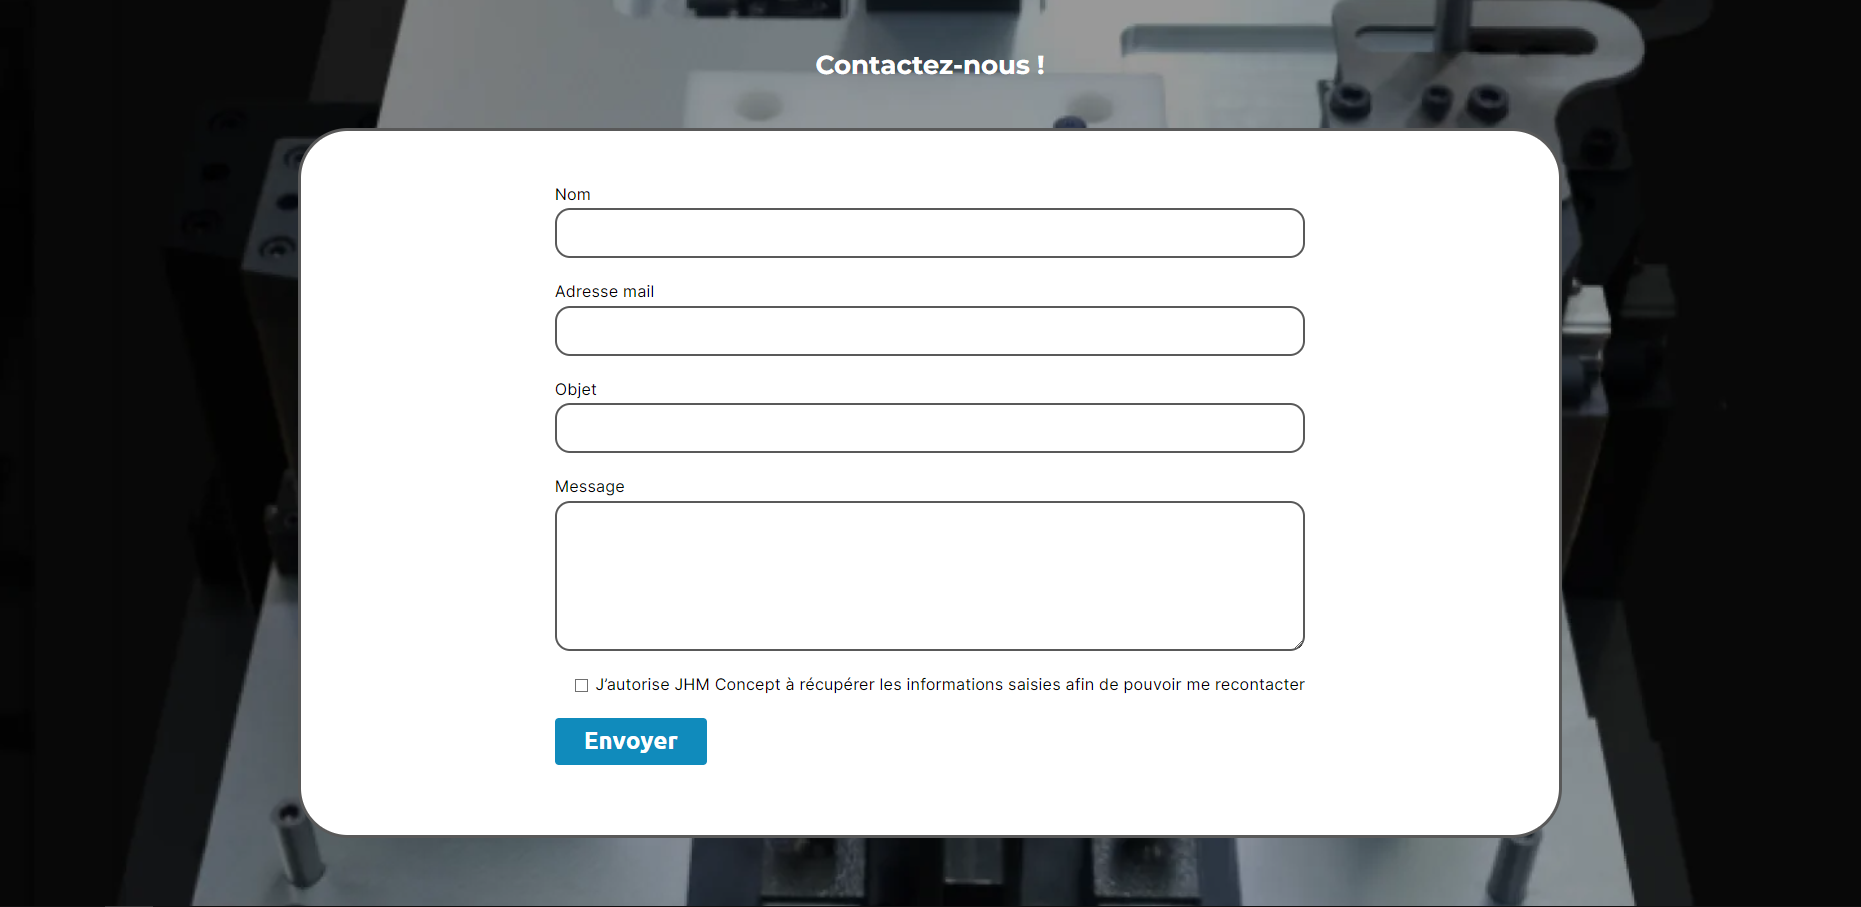 Contactez-nous !
Nom
Adresse mail
Objet
Message
J’autorise JHM Concept à récupérer les informations saisies afin de pouvoir me recontacter
Envoyer